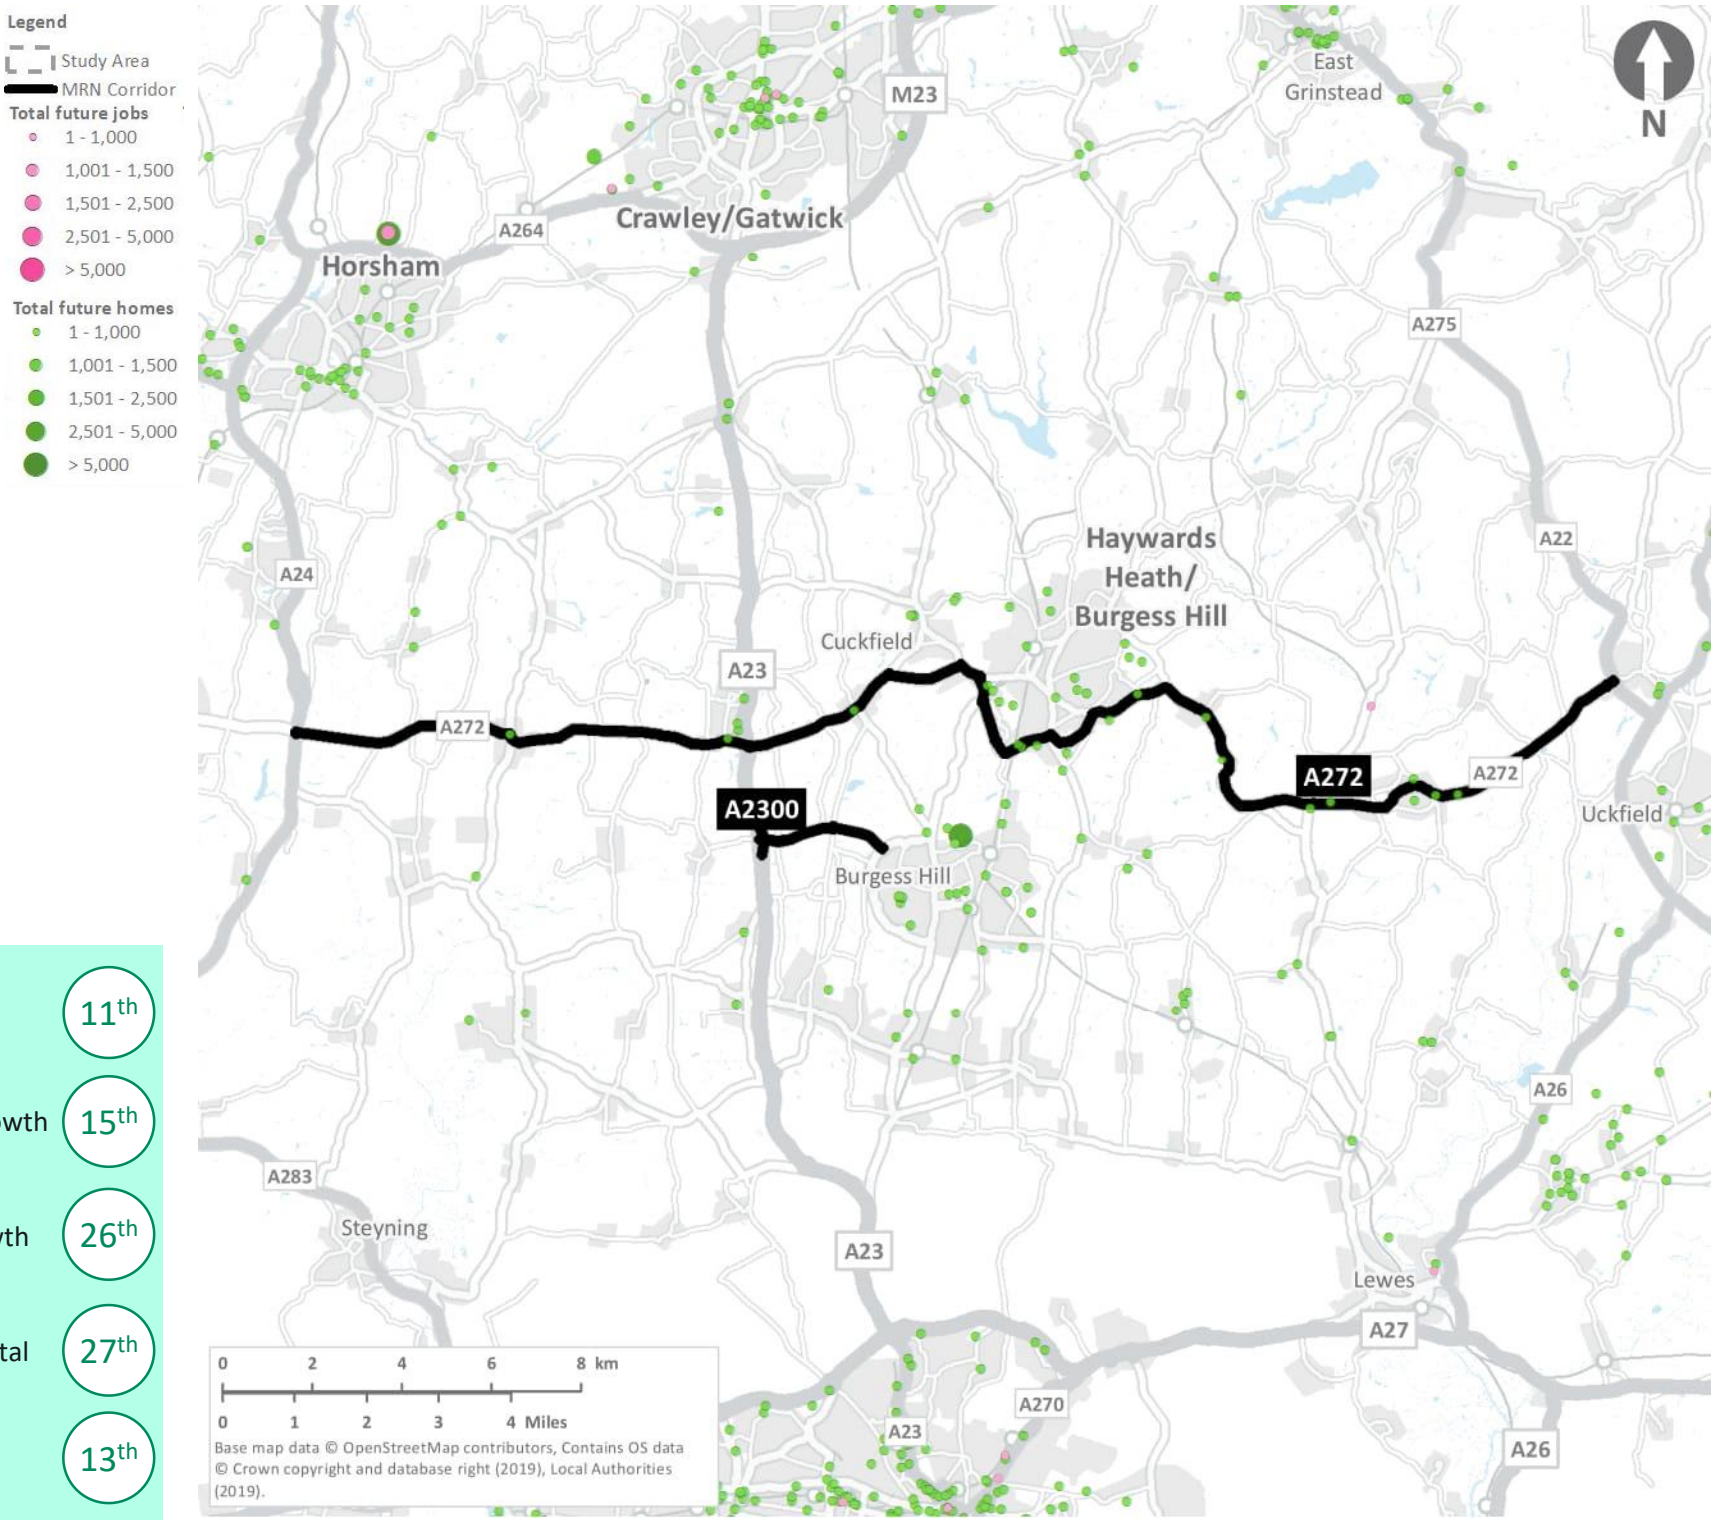 Legend
Study Area
MRN Corridor
Total future jobs
1 - 1,000
1,001 - 1,500
1,501 - 2,500
2,501 - 5,000
> 5,000
Total future homes
1 - 1,000
1,001 - 1,500
1,501 - 2,500
2,501 - 5,000
> 5,000
East
Grinstead
M23
N
Crawley/Gatwick
A264
Horsham
A275
Haywards
Heath/
Burgess Hill
A22
A24
Cuckfield
A23
A272
A272
A272
A2300
Uckfield
Burgess Hill
A26
A283
Steyning
A23
Lewes
A27
A270
A23
A26
0 2 4 6 8 km
0 1 2 3 4 Miles
Base map data © OpenStreetMap contributors, Contains OS data
© Crown copyright and database right (2019), Local Authorities
(2019).
11th
15th
26th
27th
13th